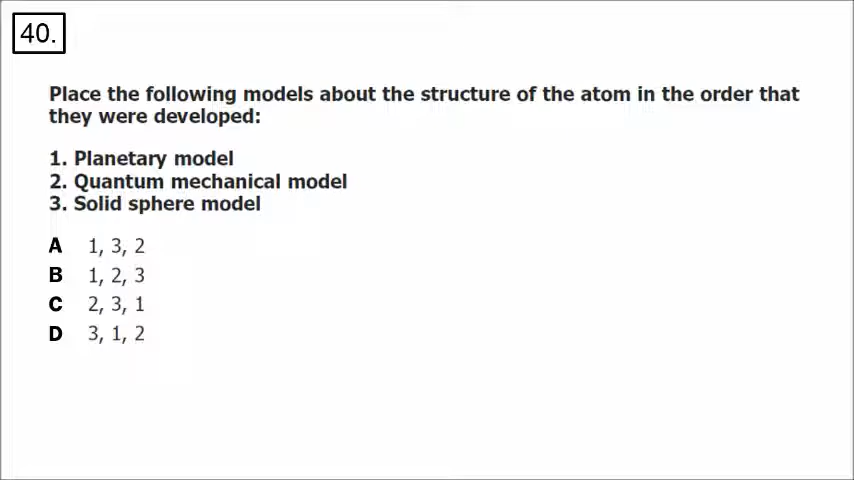 40.
Place the following models about the structure of the atom in the order that
they were developed:
1. Planetary model
2. Quantum mechanical model
3. Solid sphere model
A 1, 3, 2
B 1, 2, 3
C 2, 3, 1
D 3, 1, 2